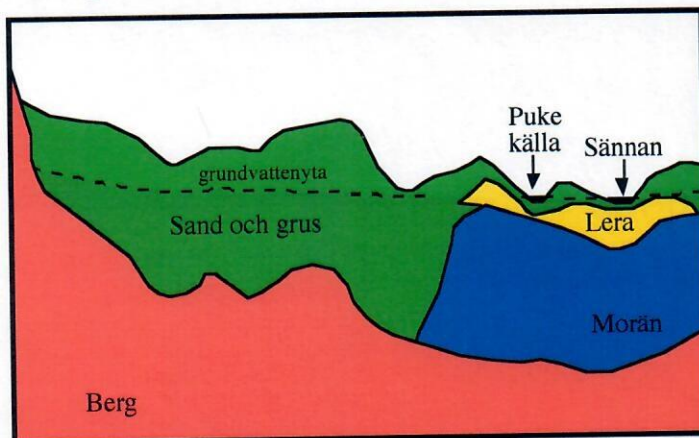 Puke
källa
Sännan
grundvattenyta
Sand och grus
Lera
Morän
Berg